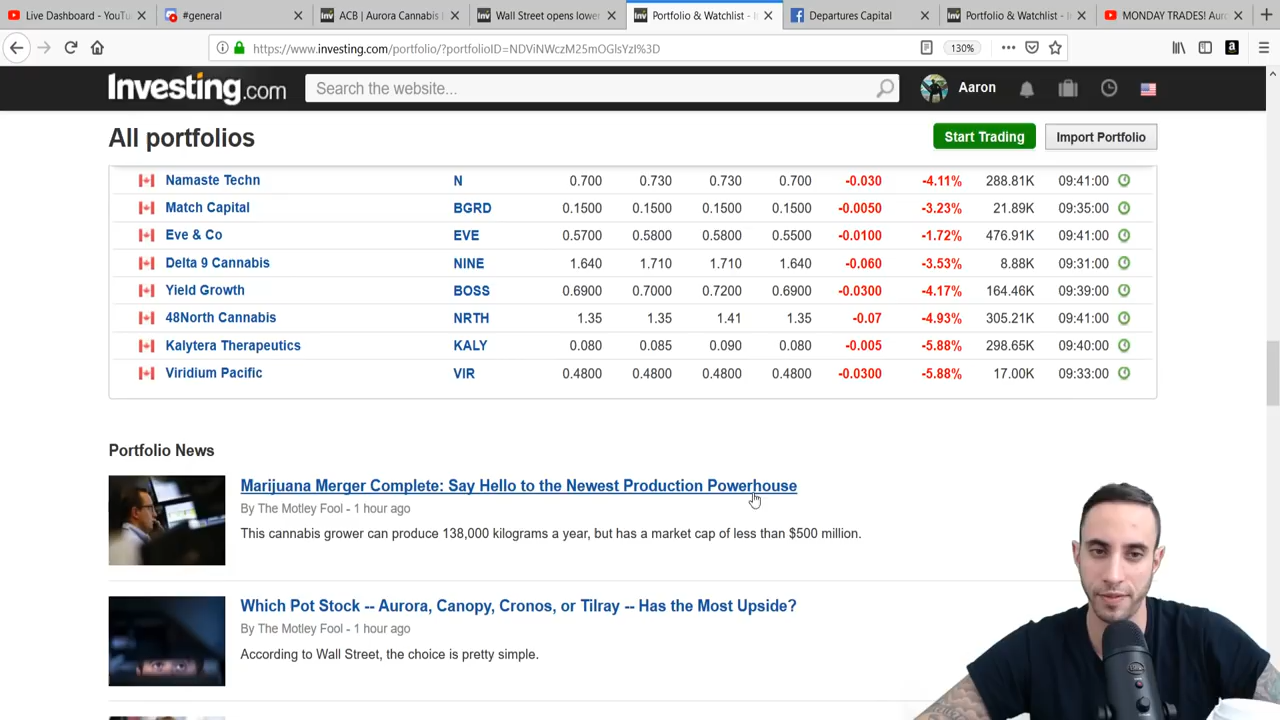 Live Dashboard - YouT
#general
ACB | Aurora Cannabis
Wall Street opens lower
Portfolio & Watchlist - I
Departures Capital
Portfolio & Watchlist - In
MONDAY TRADES! Aur
https://www.investing.com/portfolio/?portfolioID=NDViNWczM25mOGlsYzI%3D
130%
Investing.com
Search the website...
Aaron
All portfolios
Start Trading
Import Portfolio
Namaste Techn N 0.700 0.730 0.730 0.700 -0.030 -4.11% 288.81K 09:41:00
Match Capital BGRD 0.1500 0.1500 0.1500 0.1500 -0.0050 -3.23% 21.89K 09:35:00
Eve & Co EVE 0.5700 0.5800 0.5800 0.5500 -0.0100 -1.72% 476.91K 09:41:00
Delta 9 Cannabis NINE 1.640 1.710 1.710 1.640 -0.060 -3.53% 8.88K 09:31:00
Yield Growth BOSS 0.6900 0.7000 0.7200 0.6900 -0.0300 -4.17% 164.46K 09:39:00
48North Cannabis NRTH 1.35 1.35 1.41 1.35 -0.07 -4.93% 305.21K 09:41:00
Kalytera Therapeutics KALY 0.080 0.085 0.090 0.080 -0.005 -5.88% 298.65K 09:40:00
Viridium Pacific VIR 0.4800 0.4800 0.4800 0.4800 -0.0300 -5.88% 17.00K 09:33:00
Portfolio News
Marijuana Merger Complete: Say Hello to the Newest Production Powerhouse
By The Motley Fool - 1 hour ago
This cannabis grower can produce 138,000 kilograms a year, but has a market cap of less than $500 million.
Which Pot Stock -- Aurora, Canopy, Cronos, or Tilray -- Has the Most Upside?
By The Motley Fool - 1 hour ago
According to Wall Street, the choice is pretty simple.